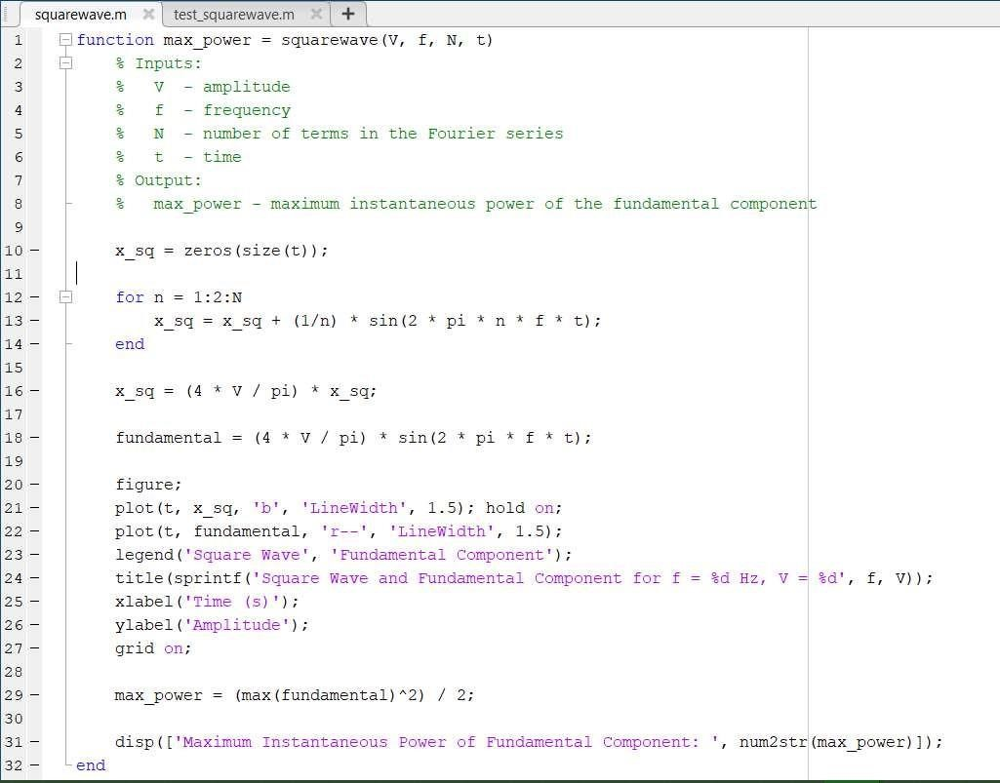 squarewave.m × test_squarewave.m × +
1 function max_power = squarewave(V, f, N, t)
2 % Inputs:
3 % V - amplitude
4 % f - frequency
5 % N - number of terms in the Fourier series
6 % t - time
7 % Output:
8 % max_power - maximum instantaneous power of the fundamental component
9
10 x_sq = zeros(size(t));
11
12 for n = 1:2:N
13 x_sq = x_sq + (1/n) * sin(2 * pi * n * f * t);
14 end
15
16 x_sq = (4 * V / pi) * x_sq;
17
18 fundamental = (4 * V / pi) * sin(2 * pi * f * t);
19
20 figure;
21 plot(t, x_sq, 'b', 'LineWidth', 1.5); hold on;
22 plot(t, fundamental, 'r--', 'LineWidth', 1.5);
23 legend('Square Wave', 'Fundamental Component');
24 title(sprintf('Square Wave and Fundamental Component for f = %d Hz, V = %d', f, V));
25 xlabel('Time (s)');
26 ylabel('Amplitude');
27 grid on;
28
29 max_power = (max(fundamental)^2) / 2;
30
31 disp(['Maximum Instantaneous Power of Fundamental Component: ', num2str(max_power)]);
32 end